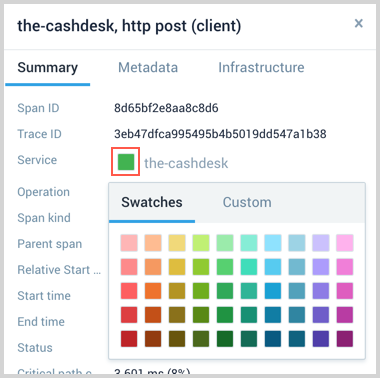 the-cashdesk, http post (client) ×
Summary Metadata Infrastructure
Span ID 8d65bf2e8aa8c8d6
Trace ID 3eb47dfca995495b4b5019dd547a1b38
Service the-cashdesk
Operation
Swatches Custom
Span kind
Parent span
Relative Start ...
Start time
End time
Status
Critical path s 3.601 ms (8%)